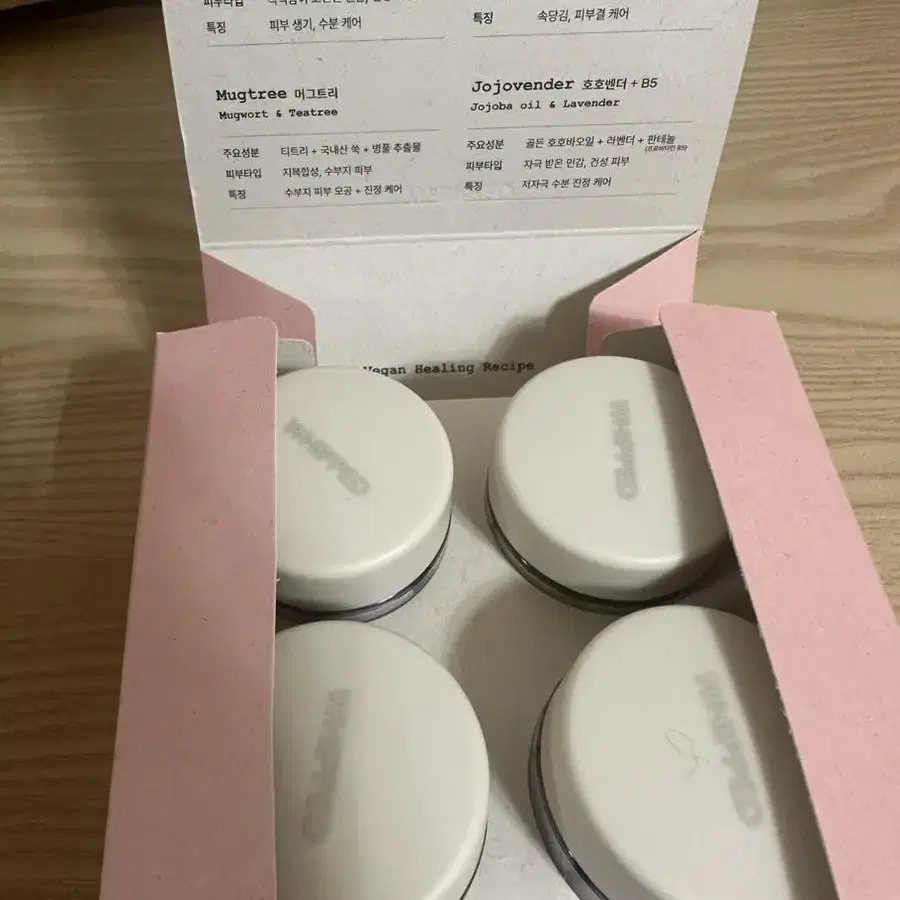 특징 피부 생기, 수분 케어
특징 속당김, 피부결 케어
Mugtree 머그트리
Mugwort & Teatree
주요성분 티트리 + 국내산 쑥 + 병풀 추출물
피부타입 지복합성, 수부지 피부
특징 수부지 피부 모공 + 진정 케어
Jojovender 호호벤더 + B5
Jojoba oil & Lavender
주요성분 골든 호호바오일 + 라벤더 + 판테놀
(프로비타민 B5)
피부타입 자극 받은 민감, 건성 피부
특징 저자극 수분 진정 케어
Vegan Healing Recipe
WHIPPED
WHIPPED
WHIPPED
WHIPPED